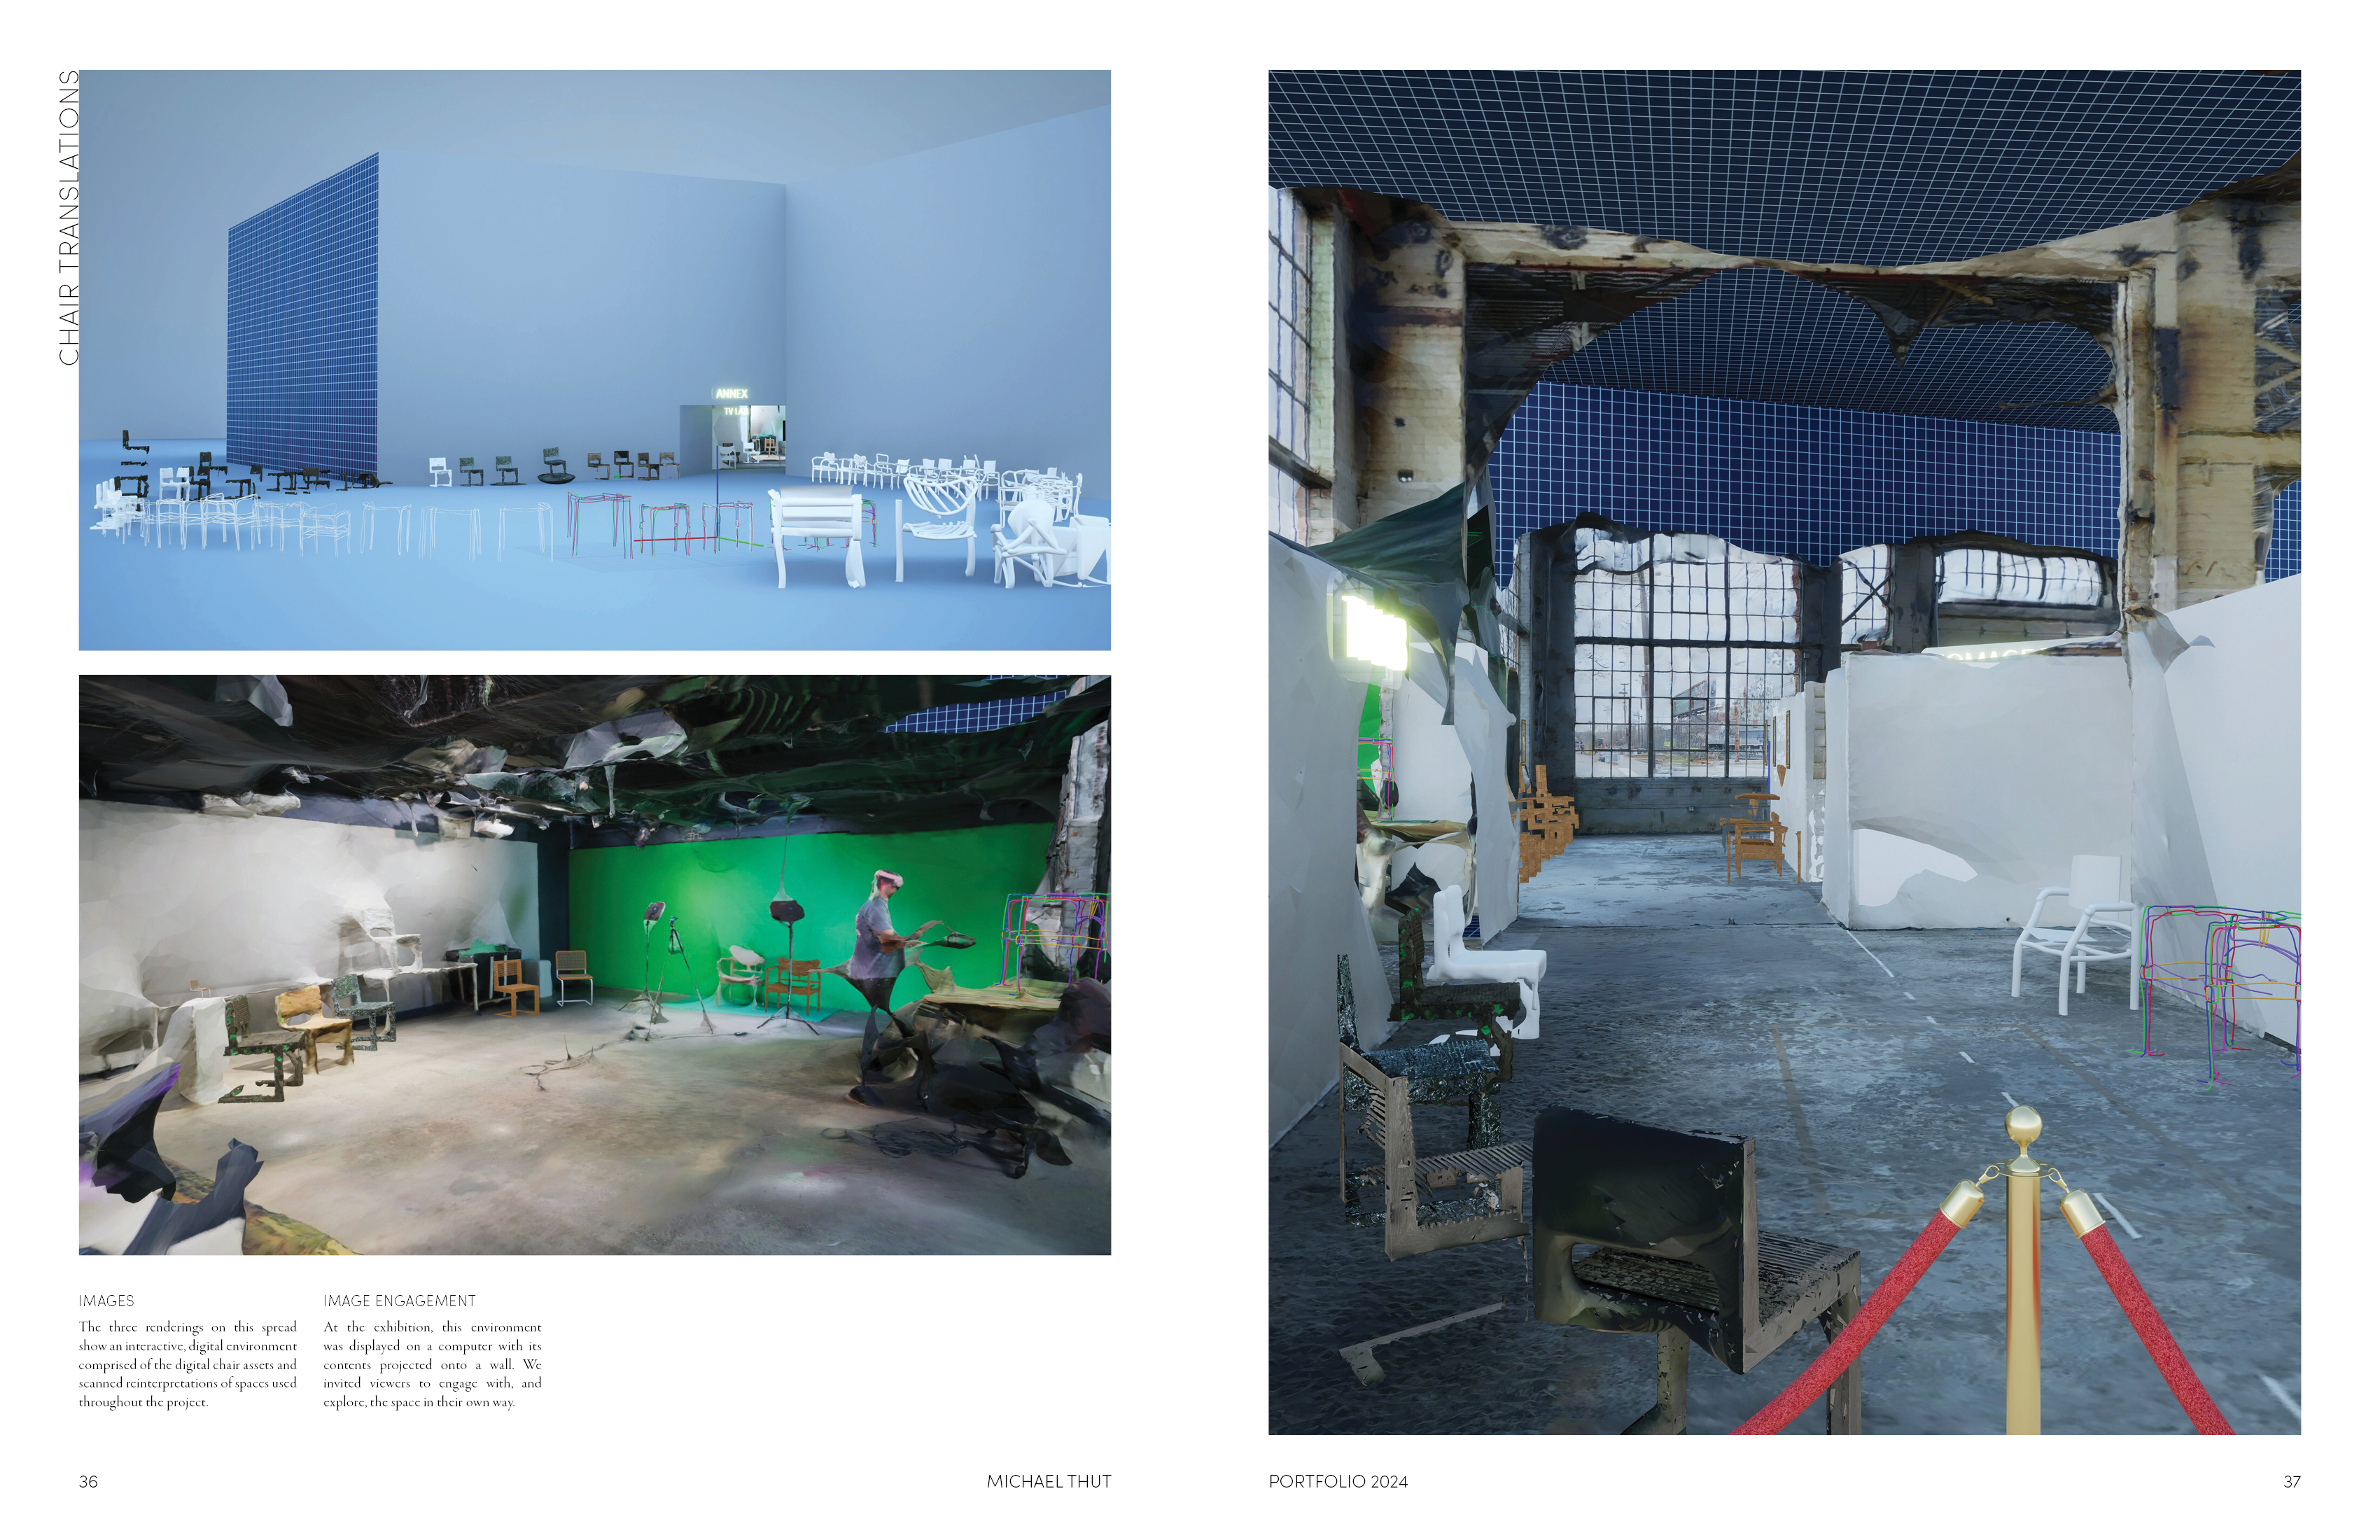 CHAIR TRANSLATIONS
ANNEX
TV LAB
IMAGES
The three renderings on this spread
show an interactive, digital environment
comprised of the digital chair assets and
scanned reinterpretations of spaces used
throughout the project.
IMAGE ENGAGEMENT
At the exhibition, this environment
was displayed on a computer with its
contents projected onto a wall. We
invited viewers to engage with, and
explore, the space in their own way.
36
MICHAEL THUT
PORTFOLIO 2024
37